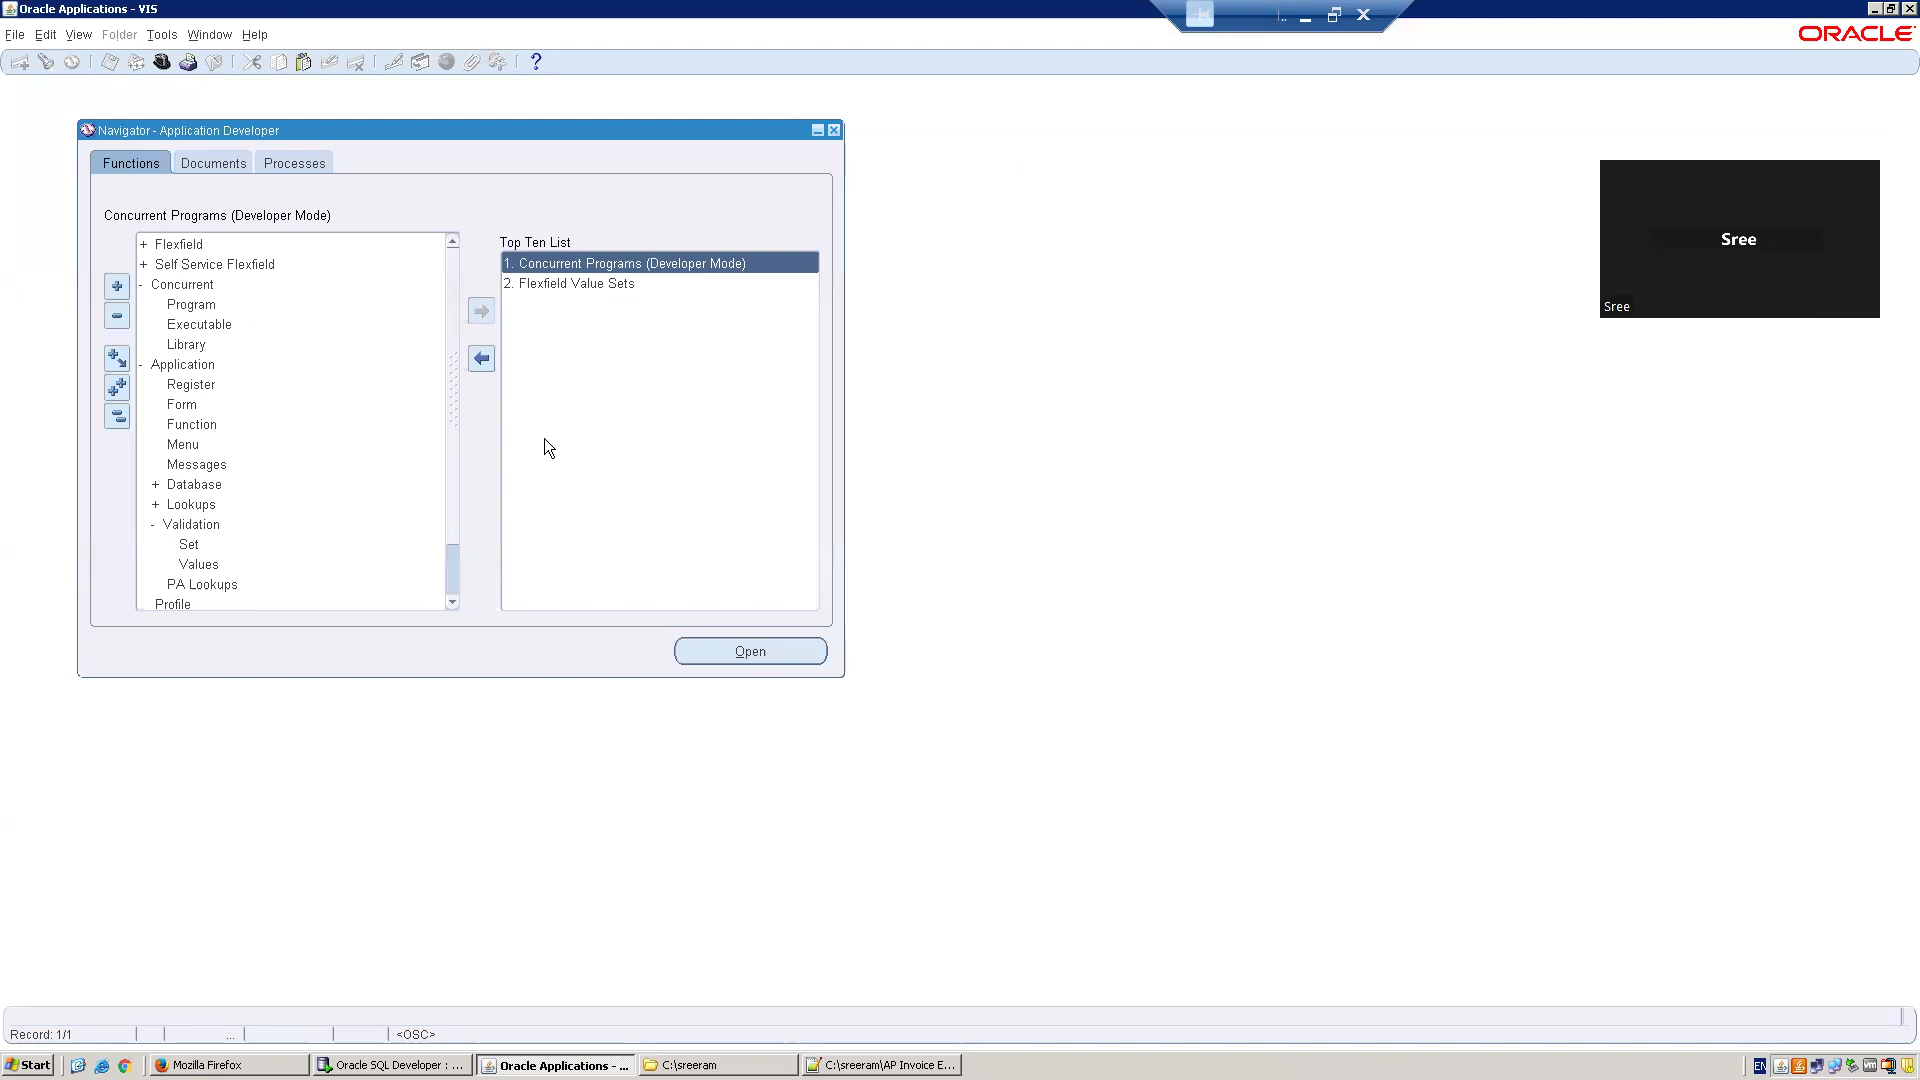 Oracle Applications - VIS
File Edit View Folder Tools Window Help
ORACLE
Navigator - Application Developer
Functions Documents Processes
Concurrent Programs (Developer Mode)
+ Flexfield
+ Self Service Flexfield
- Concurrent
Program
Executable
Library
- Application
Register
Form
Function
Menu
Messages
+ Database
+ Lookups
- Validation
Set
Values
PA Lookups
Profile
Top Ten List
1. Concurrent Programs (Developer Mode)
2. Flexfield Value Sets
Open
Sree
Sree
Record: 1/1 ... <OSC>
Start Mozilla Firefox Oracle SQL Developer : ... Oracle Applications - ... C:\sreeram C:\sreeram\AP Invoice E... EN